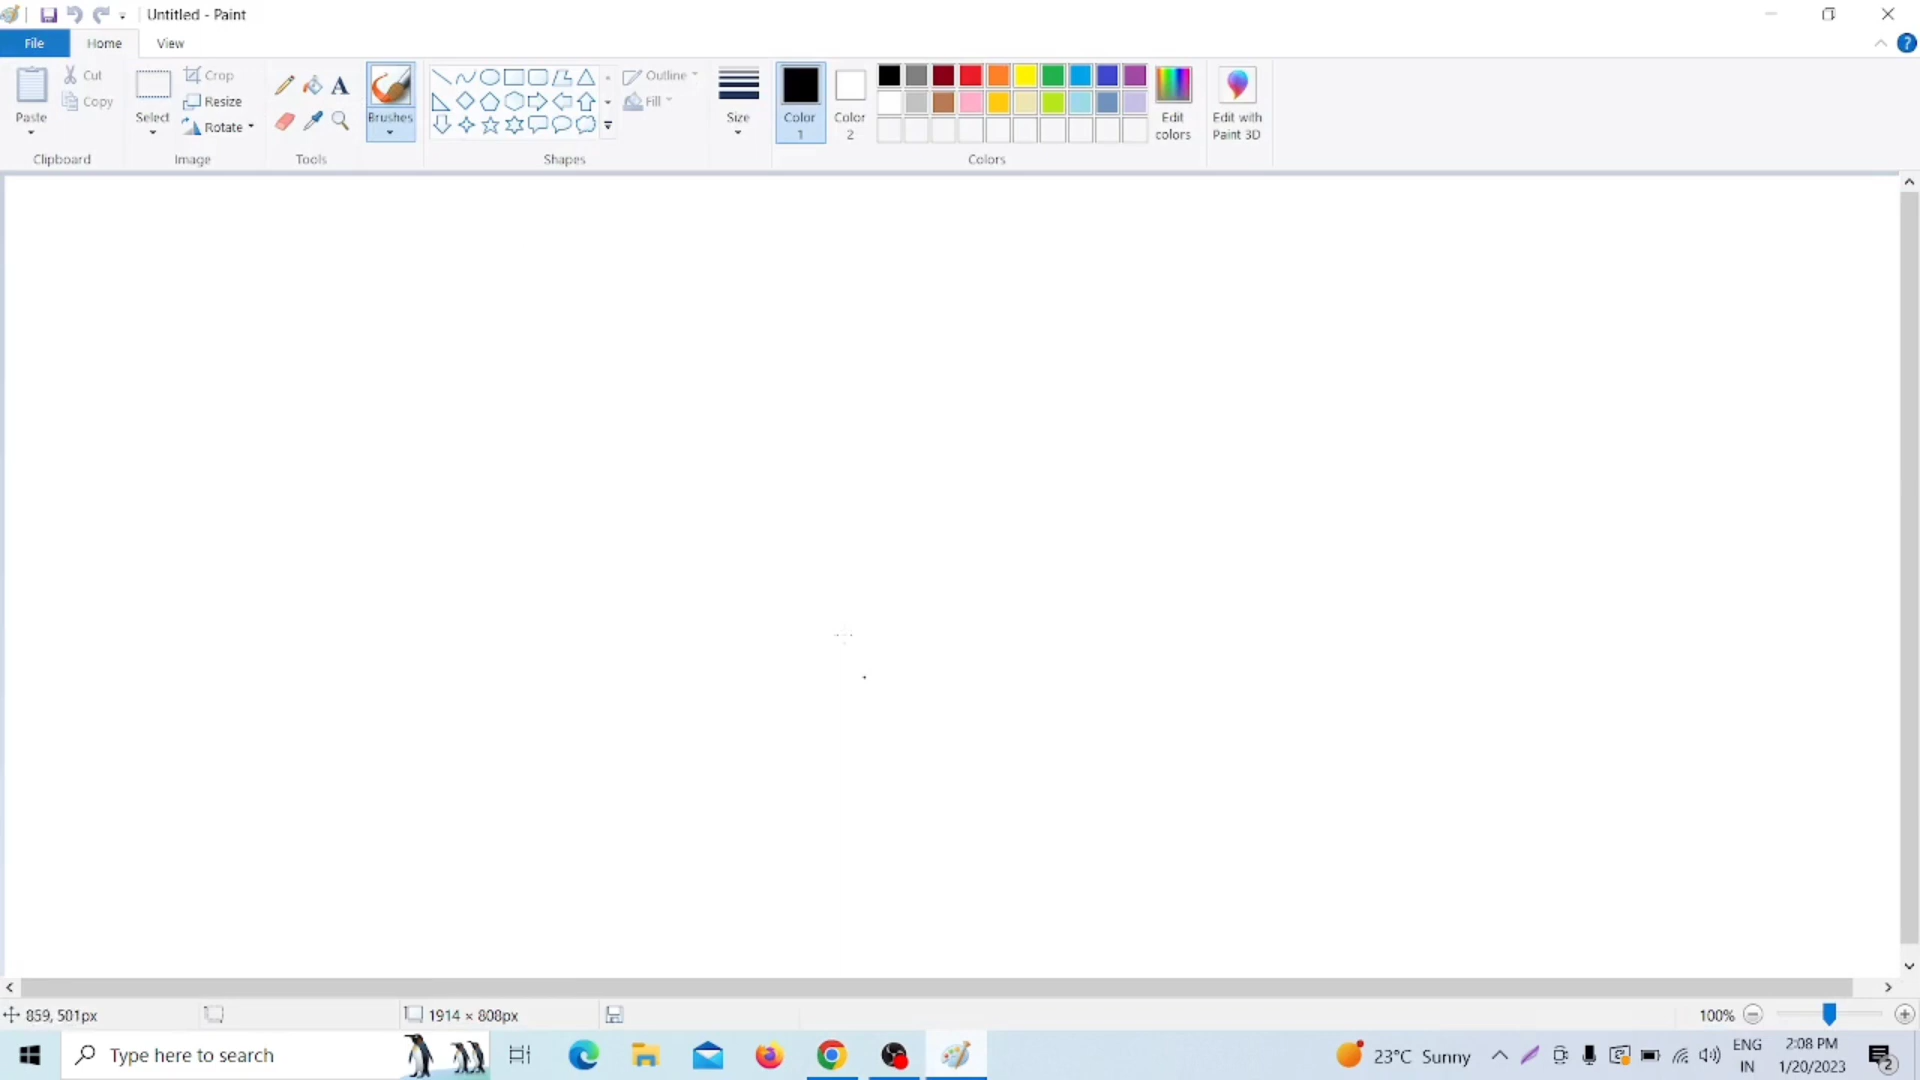 Untitled - Paint
File Home View
Paste
Cut
Copy
Clipboard
Select
Crop
Resize
Rotate
Image
A
Tools
Brushes
Shapes
Outline
Fill
Size
Color 1
Color 2
Colors
Edit colors
Edit with Paint 3D
?
859, 501px
1914 × 808px
100%
Type here to search
23°C Sunny
ENG
IN
2:08 PM
1/20/2023
2